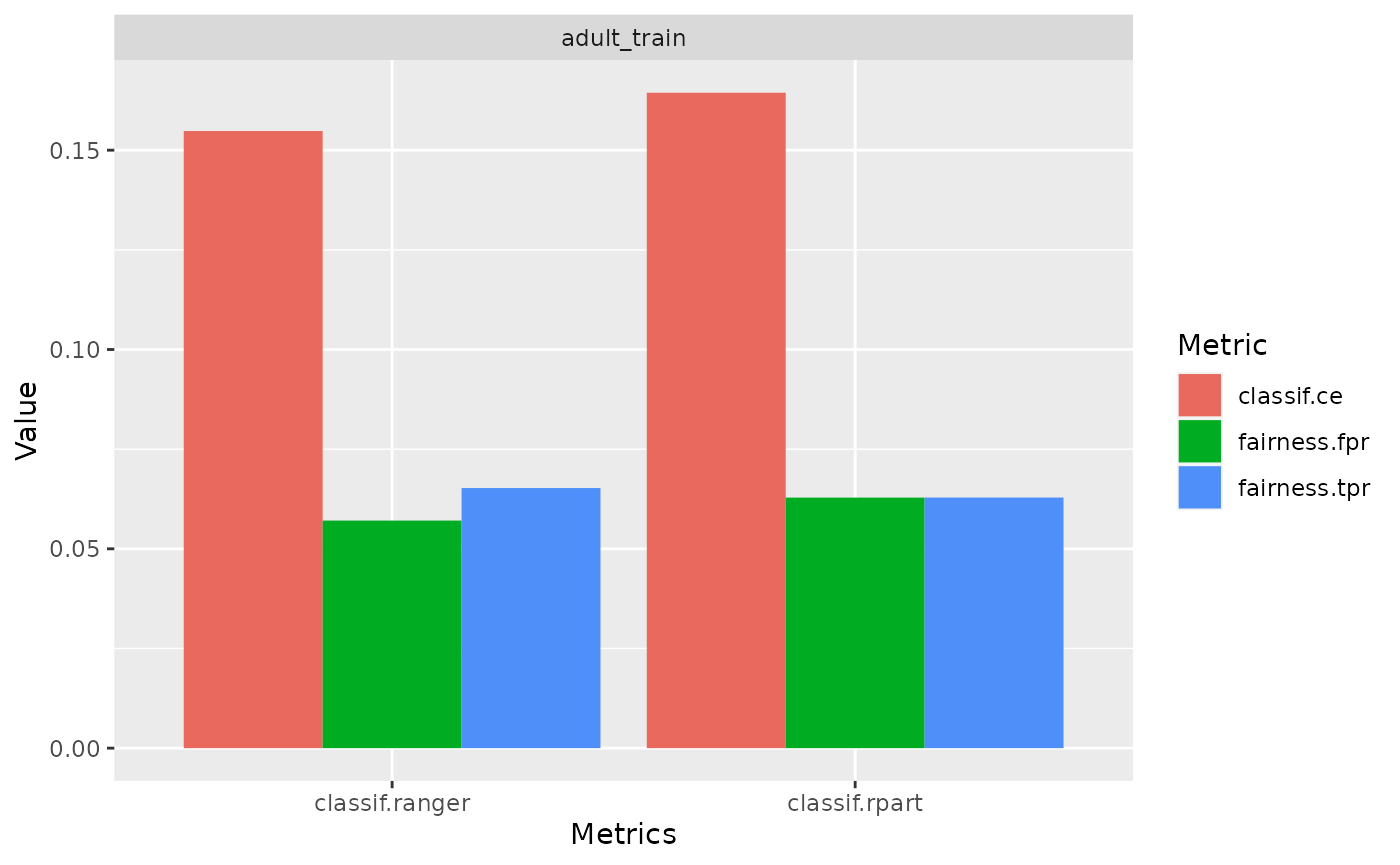 adult_train
0.15
0.10
0.05
0.00
Value
classif.ranger
classif.rpart
Metrics
Metric
classif.ce
fairness.fpr
fairness.tpr